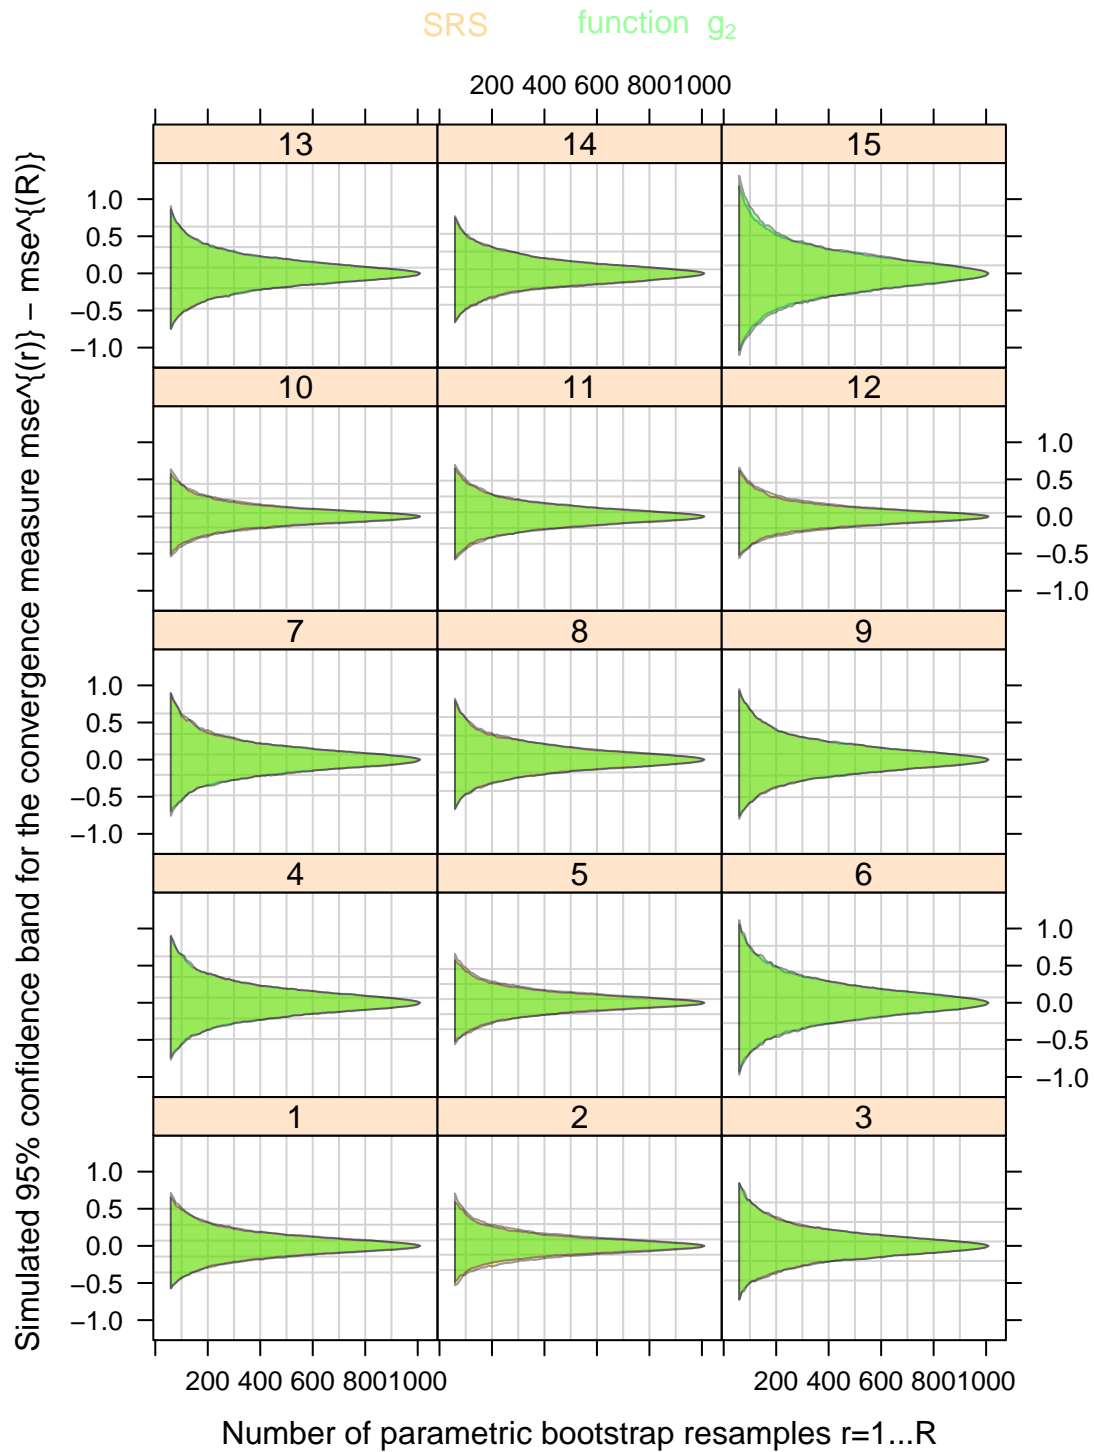 SRS function g₂
200 400 600 8001000
Simulated 95% confidence band for the convergence measure mse^{(r)} − mse^{(R)}
13 14 15
1.0
0.5
0.0
−0.5
−1.0
10 11 12
1.0
0.5
0.0
−0.5
−1.0
7 8 9
1.0
0.5
0.0
−0.5
−1.0
4 5 6
1.0
0.5
0.0
−0.5
−1.0
1 2 3
1.0
0.5
0.0
−0.5
−1.0
200 400 600 8001000 200 400 600 8001000
Number of parametric bootstrap resamples r=1...R